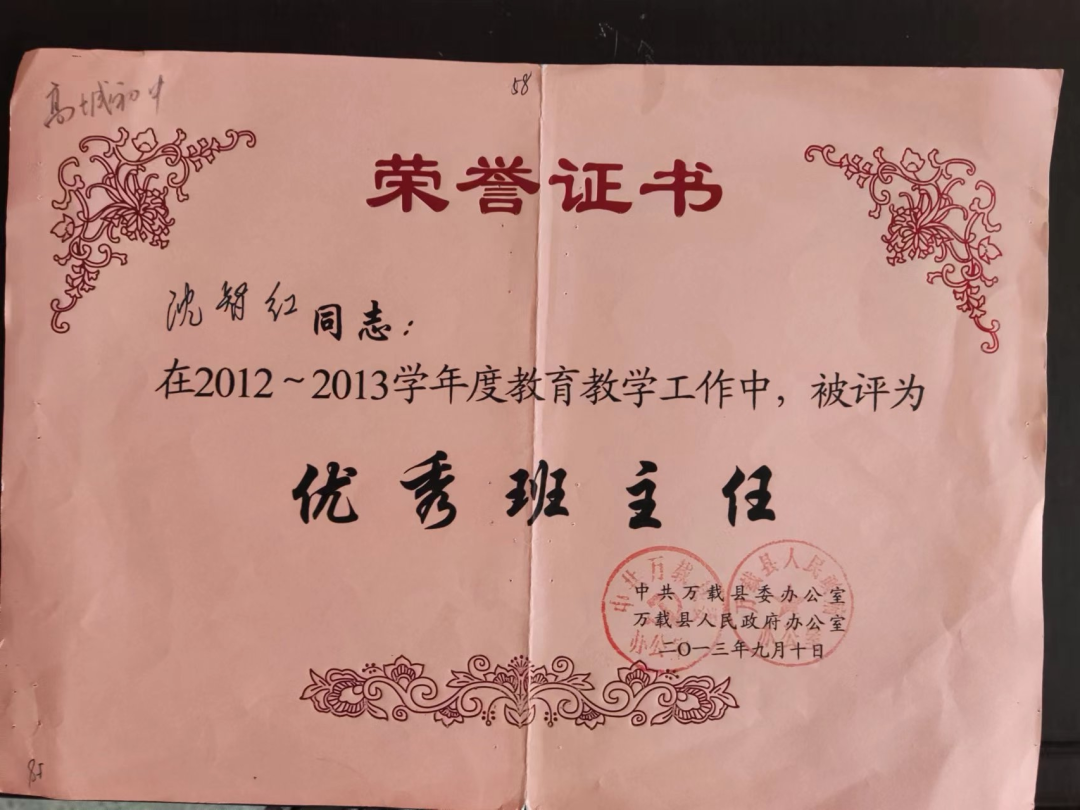 高城初中
58
荣誉证书
沈智红同志：
在2012～2013学年度教育教学工作中，被评为
优秀班主任
中共万载县委办公室
万载县人民政府办公室
二〇一三年九月十日
85